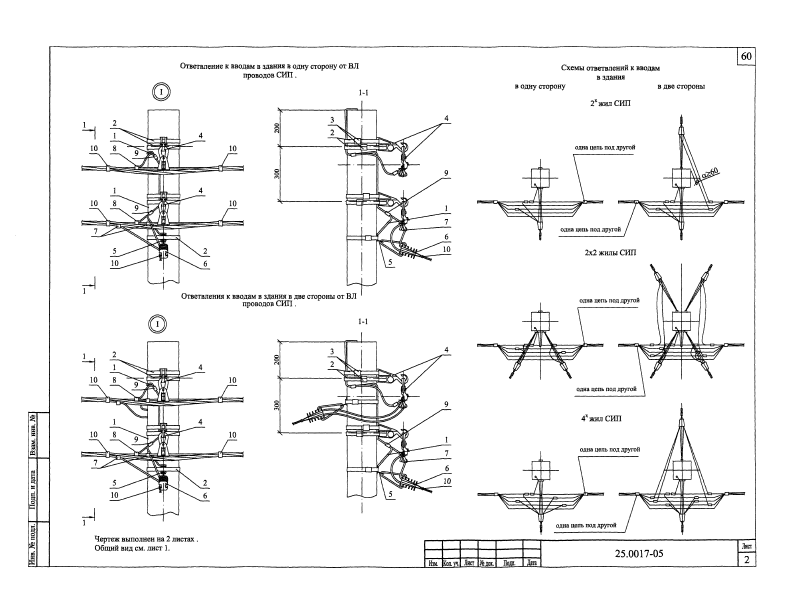 60
Ответвление к вводам в здания в одну сторону от ВЛ
проводов СИП .
I
1-1
1
2
1
10
8
9
4
10
1
10
8
9
4
10
7
5
10
2
6
1
200
300
3
2
4
9
1
7
6
10
5
Ответвления к вводам в здания в две стороны от ВЛ
проводов СИП .
I
1-1
1
2
1
10
8
9
4
10
1
10
8
9
4
10
7
5
10
2
6
1
200
300
3
2
4
9
1
7
6
10
5
Схемы ответвлений к вводам
в здания
в одну сторону
в две стороны
2х жил СИП
одна цепь под другой
α≥60
одна цепь под другой
2х2 жилы СИП
одна цепь под другой
одна цепь под другой
4х жил СИП
одна цепь под другой
одна цепь под другой
Чертеж выполнен на 2 листах .
Общий вид см. лист 1.
Взам. инв. №
Подп. и дата
Инв. № подл.
Изм. Кол. уч. Лист № док. Подп. Дата
25.0017-05
Лист
2